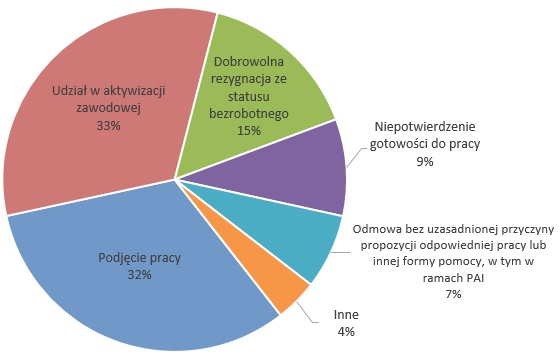 Udział w aktywizacji
zawodowej
33%
Dobrowolna
rezygnacja ze
statusu
bezrobotnego
15%
Niepotwierdzenie
gotowości do pracy
9%
Odmowa bez uzasadnionej przyczyny
propozycji odpowiedniej pracy lub
innej formy pomocy, w tym w
ramach PAI
7%
Inne
4%
Podjęcie pracy
32%